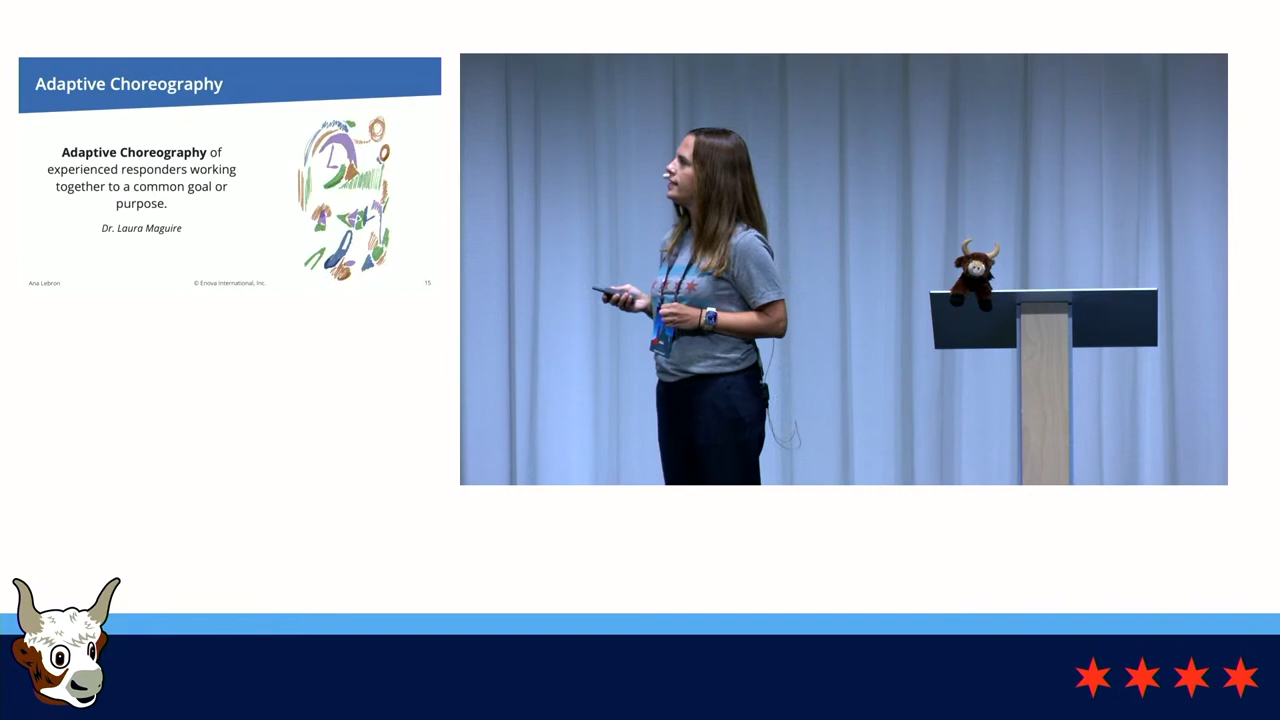 Adaptive Choreography
Adaptive Choreography of
experienced responders working
together to a common goal or
purpose.
Dr. Laura Maguire
Ana Lebron
© Enova International, Inc.
15